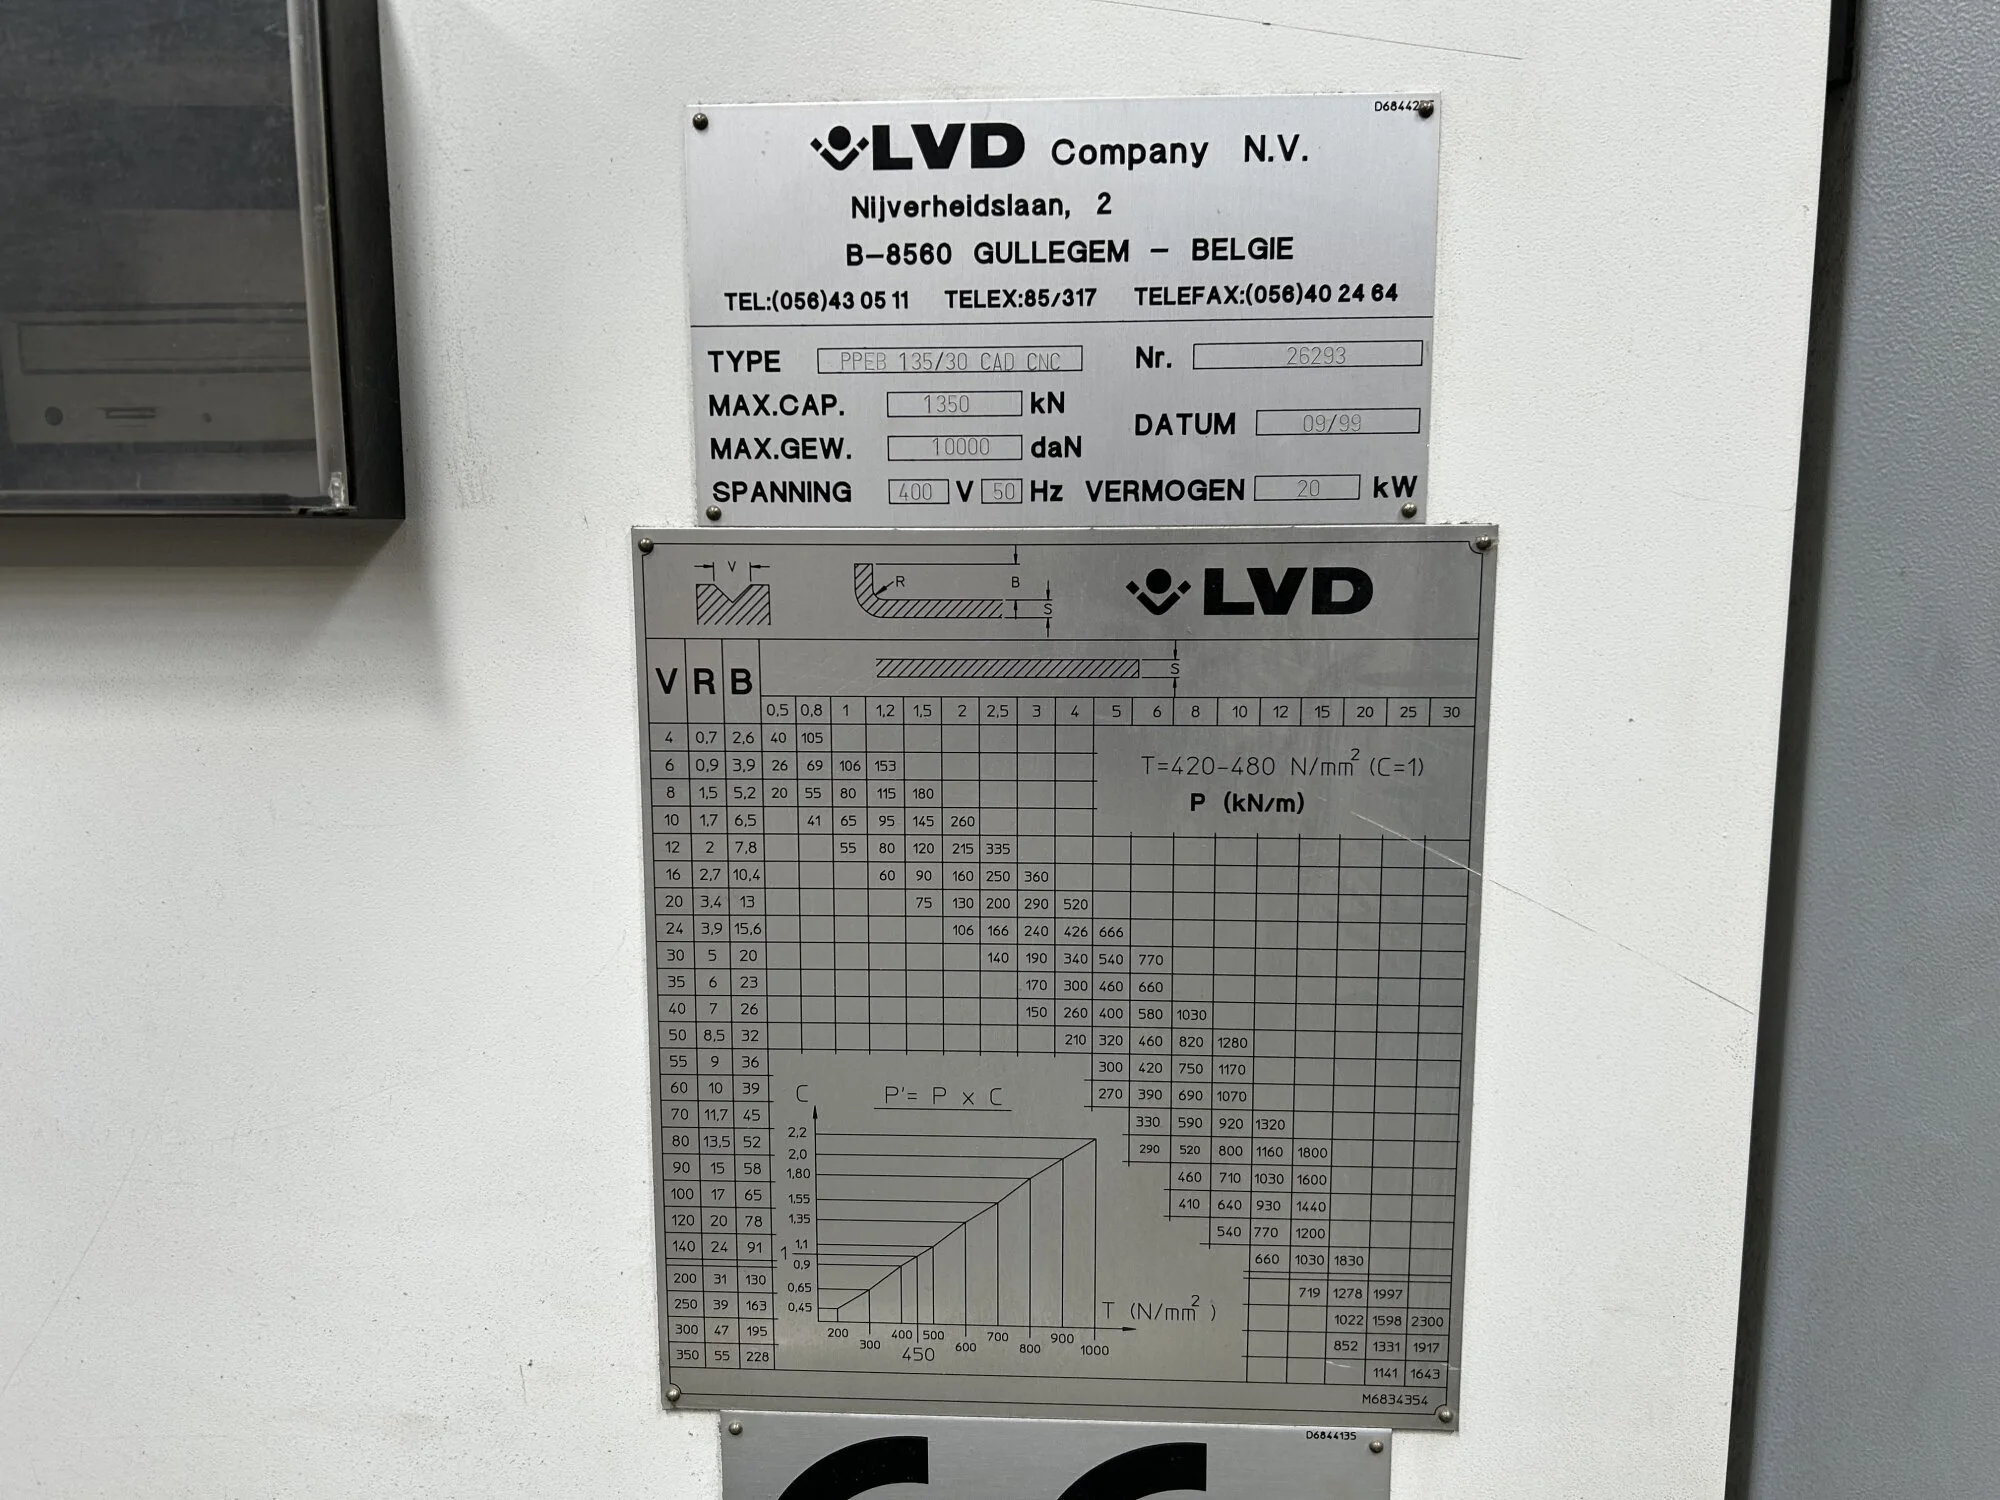 D68442
LVD Company N.V.
Nijverheidslaan, 2
B-8560 GULLEGEM - BELGIE
TEL:(056)43 05 11 TELEX:85/317 TELEFAX:(056)40 24 64
TYPE PPEB 135/30 CAD CNC Nr. 26293
MAX.CAP. 1350 kN
DATUM 09/99
MAX.GEW. 10000 daN
SPANNING 400 V 50 Hz VERMOGEN 20 kW
V R B S LVD
V R B S
0,5 0,8 1 1,2 1,5 2 2,5 3 4 5 6 8 10 12 15 20 25 30
T=420-480 N/mm² (C=1)
P (kN/m)
4 0,7 2,6 40 105
6 0,9 3,9 26 69 106 153
8 1,5 5,2 20 55 80 115 180
10 1,7 6,5 41 65 95 145 260
12 2 7,8 55 80 120 215 335
16 2,7 10,4 60 90 160 250 360
20 3,4 13 75 130 200 290 520
24 3,9 15,6 106 166 240 426 666
30 5 20 140 190 340 540 770
35 6 23 170 300 460 660
40 7 26 150 260 400 580 1030
50 8,5 32 210 320 460 820 1280
55 9 36 300 420 750 1170
60 10 39 270 390 690 1070
70 11,7 45 330 590 920 1320
80 13,5 52 290 520 800 1160 1800
90 15 58 460 710 1030 1600
100 17 65 410 640 930 1440
120 20 78 540 770 1200
140 24 91 660 1030 1830
200 31 130 719 1278 1997
250 39 163 1022 1598 2300
300 47 195 852 1331 1917
350 55 228 1141 1643
C P'= P x C
2,2
2,0
1,80
1,55
1,35
1,1
1
0,9
0,65
0,45
T (N/mm²)
200 300 400 500 600 700 800 900 1000
450
M6834354
D6844135